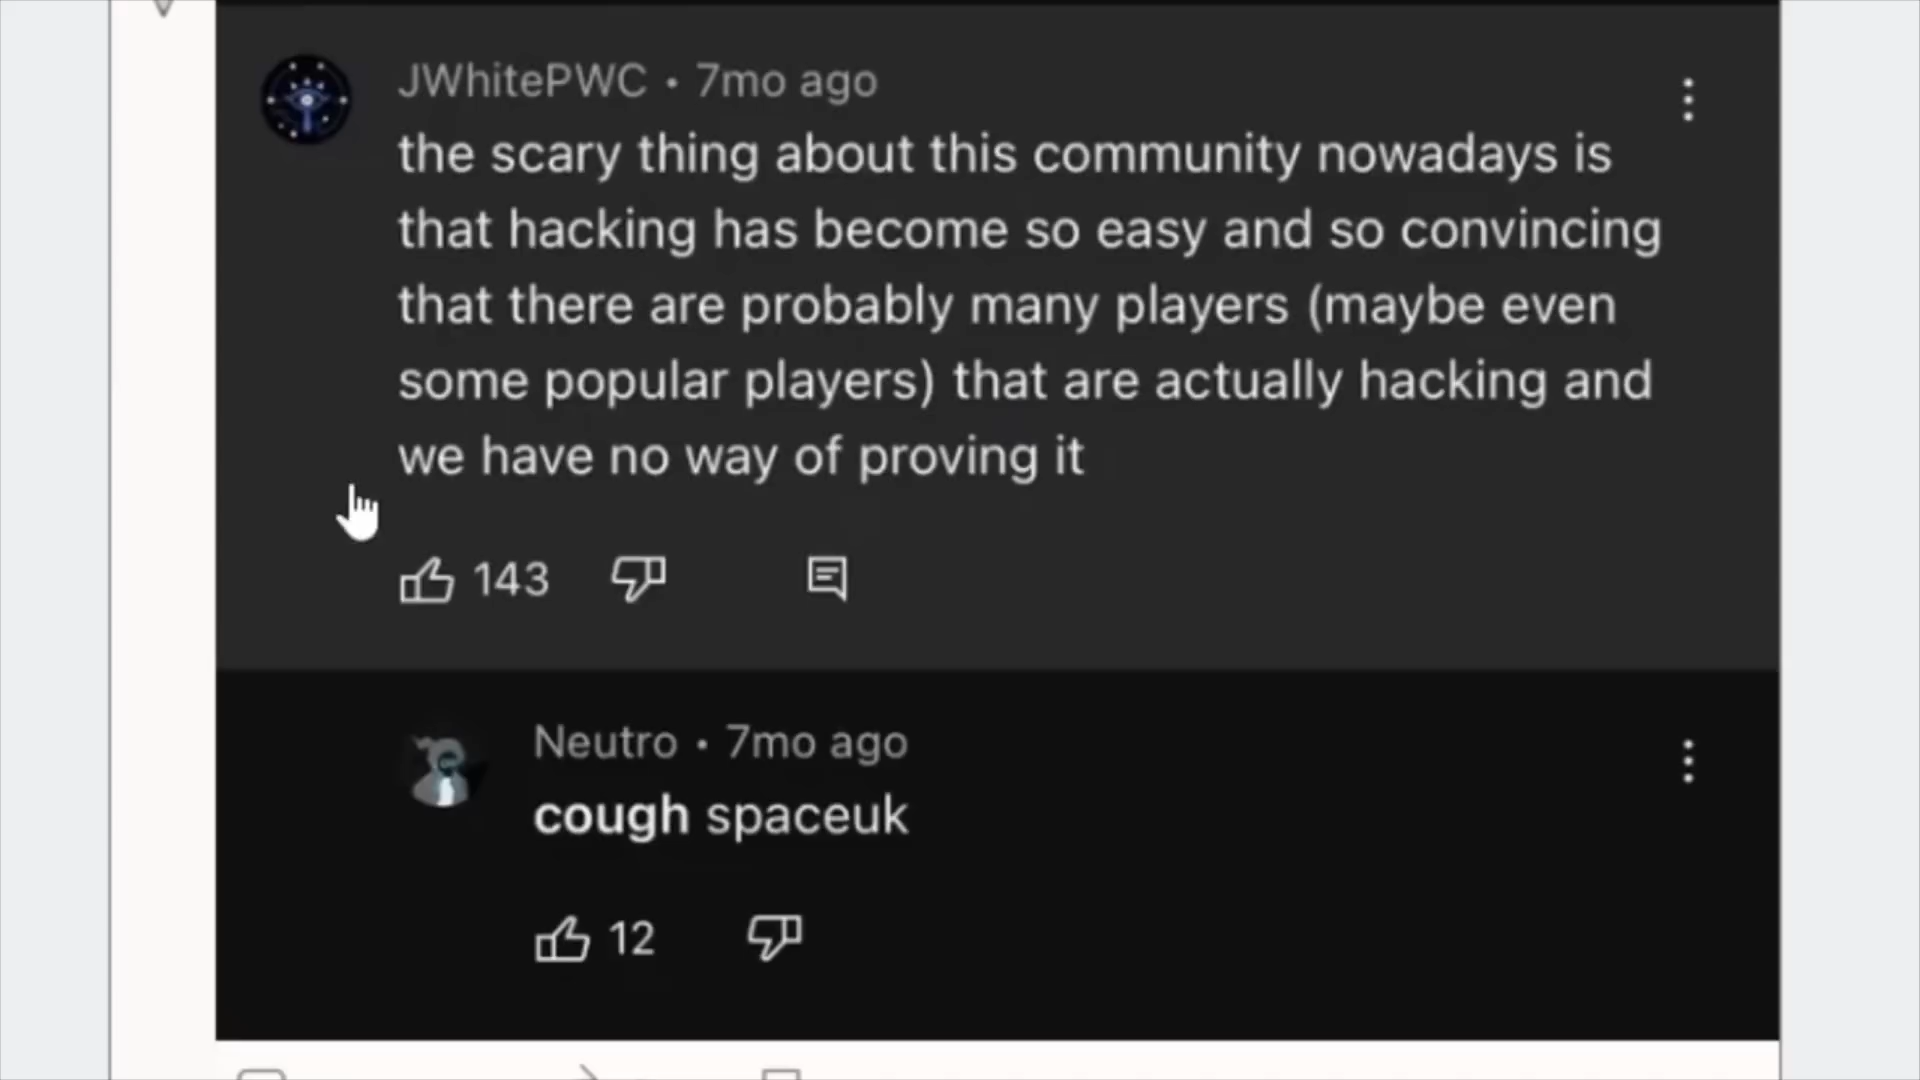 JWhitePWC • 7mo ago
the scary thing about this community nowadays is
that hacking has become so easy and so convincing
that there are probably many players (maybe even
some popular players) that are actually hacking and
we have no way of proving it
143
Neutro • 7mo ago
cough spaceuk
12